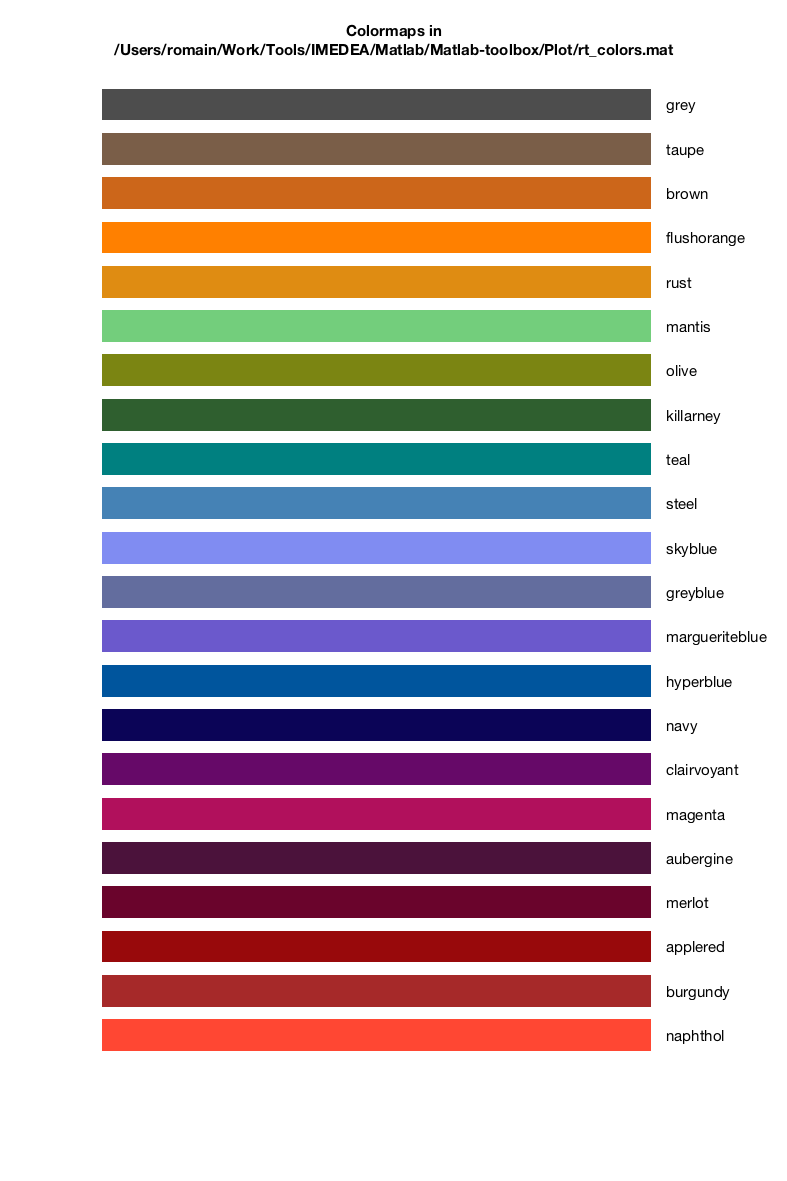 Colormaps in
/Users/romain/Work/Tools/IMEDEA/Matlab/Matlab-toolbox/Plot/rt_colors.mat
grey
taupe
brown
flushorange
rust
mantis
olive
killarney
teal
steel
skyblue
greyblue
margueriteblue
hyperblue
navy
clairvoyant
magenta
aubergine
merlot
applered
burgundy
naphthol